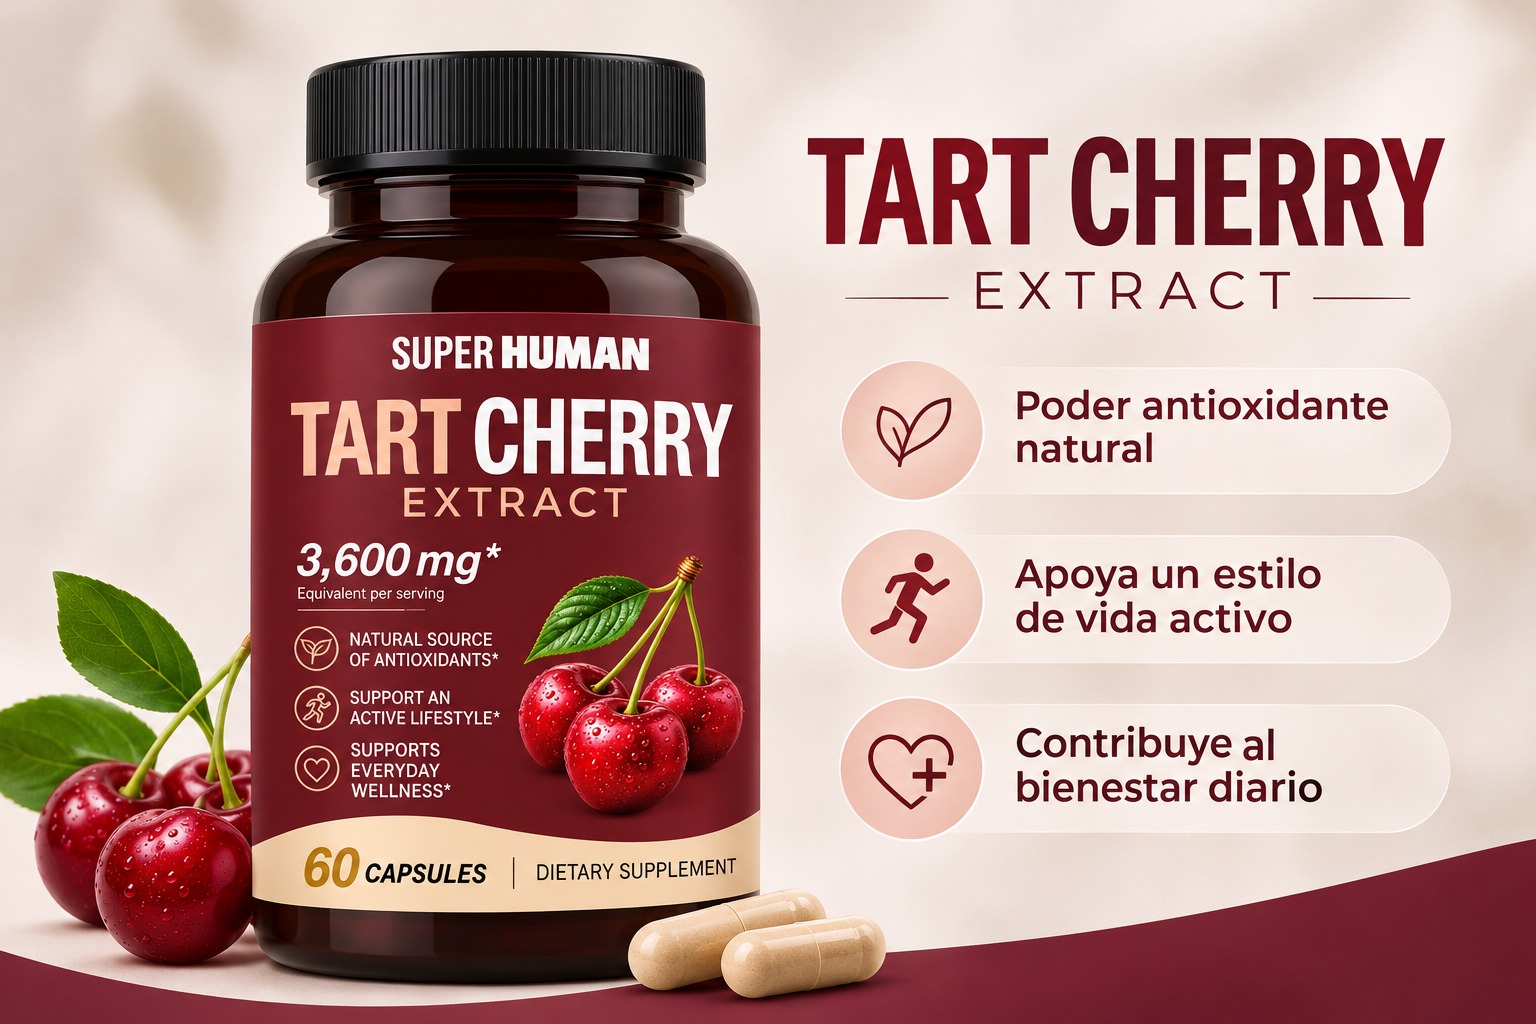 SUPER HUMAN
TART CHERRY
EXTRACT
3,600 mg*
Equivalent per serving
NATURAL SOURCE
OF ANTIOXIDANTS*
SUPPORT AN
ACTIVE LIFESTYLE*
SUPPORTS
EVERYDAY
WELLNESS*
60 CAPSULES
DIETARY SUPPLEMENT
TART CHERRY
EXTRACT
Poder antioxidante
natural
Apoya un estilo
de vida activo
Contribuye al
bienestar diario